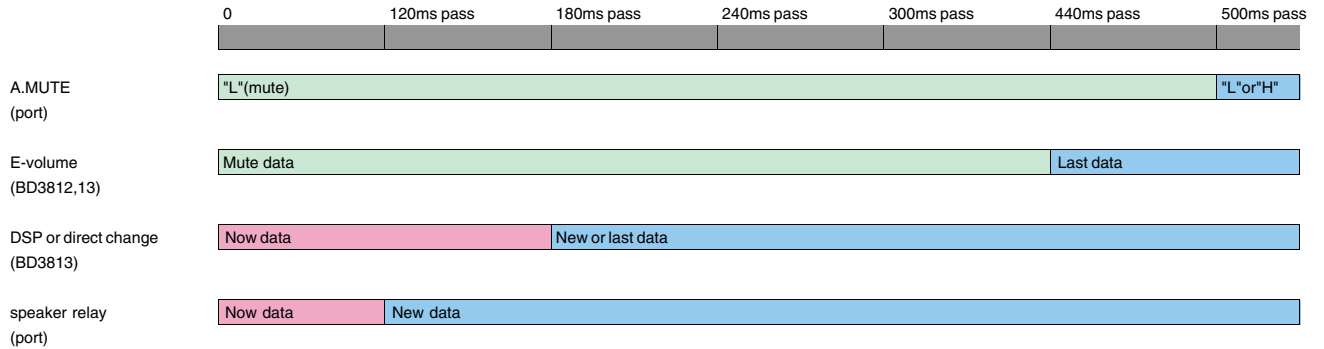 0 120ms pass 180ms pass 240ms pass 300ms pass 440ms pass 500ms pass
A.MUTE "L"(mute) "L"or"H"
(port)
E-volume Mute data Last data
(BD3812,13)
DSP or direct change Now data New or last data
(BD3813)
speaker relay Now data New data
(port)